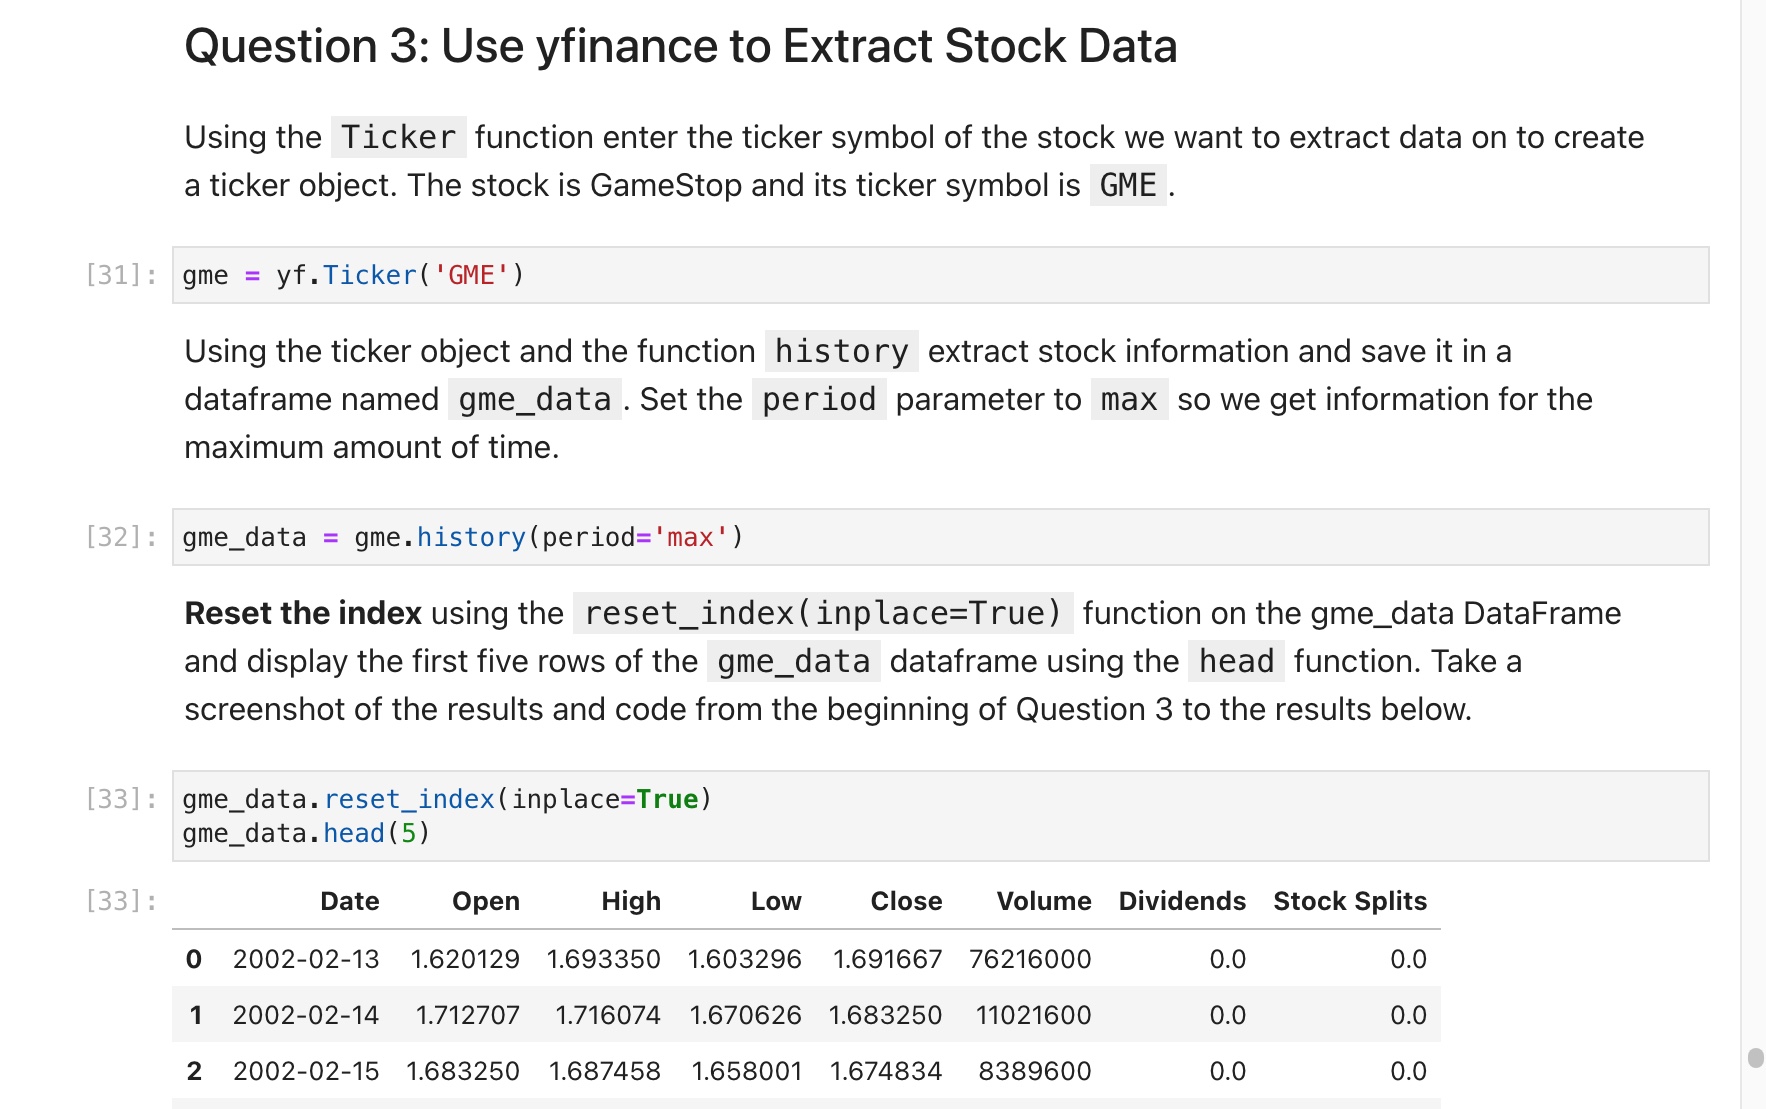 Question 3: Use yfinance to Extract Stock Data
Using the Ticker function enter the ticker symbol of the stock we want to extract data on to create
a ticker object. The stock is GameStop and its ticker symbol is GME .
[31]: gme = yf.Ticker('GME')
Using the ticker object and the function history extract stock information and save it in a
dataframe named gme_data . Set the period parameter to max so we get information for the
maximum amount of time.
[32]: gme_data = gme.history(period='max')
Reset the index using the reset_index(inplace=True) function on the gme_data DataFrame
and display the first five rows of the gme_data dataframe using the head function. Take a
screenshot of the results and code from the beginning of Question 3 to the results below.
[33]: gme_data.reset_index(inplace=True)
gme_data.head(5)
[33]: Date Open High Low Close Volume Dividends Stock Splits
0 2002-02-13 1.620129 1.693350 1.603296 1.691667 76216000 0.0 0.0
1 2002-02-14 1.712707 1.716074 1.670626 1.683250 11021600 0.0 0.0
2 2002-02-15 1.683250 1.687458 1.658001 1.674834 8389600 0.0 0.0